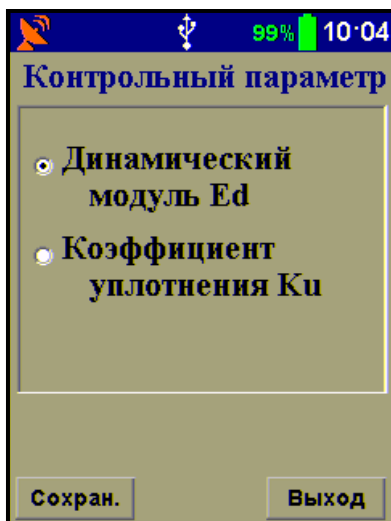 99% 10:04
Контрольный параметр
Динамический
модуль Ed
Коэффициент
уплотнения Ku
Сохран. Выход